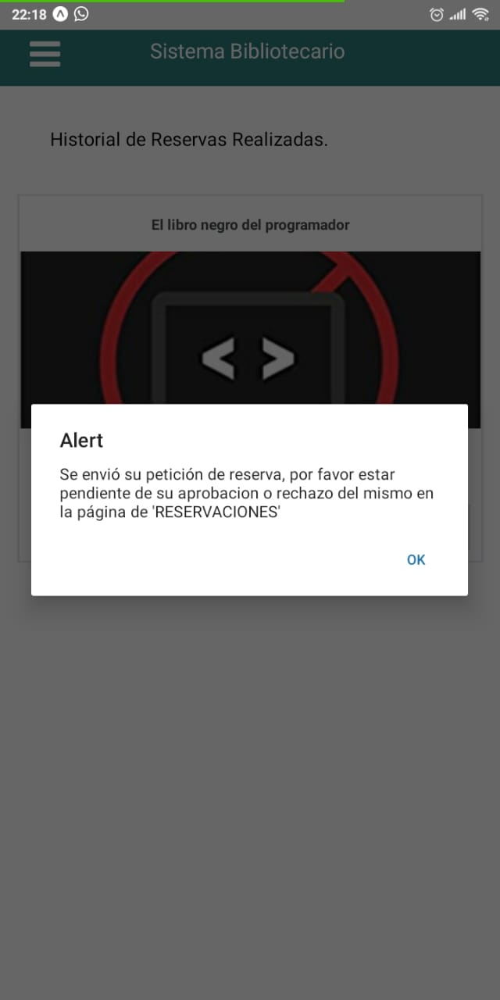 22:18
Sistema Bibliotecario
Historial de Reservas Realizadas.
El libro negro del programador
< >
Alert
Se envió su petición de reserva, por favor estar
pendiente de su aprobacion o rechazo del mismo en
la página de 'RESERVACIONES'
OK